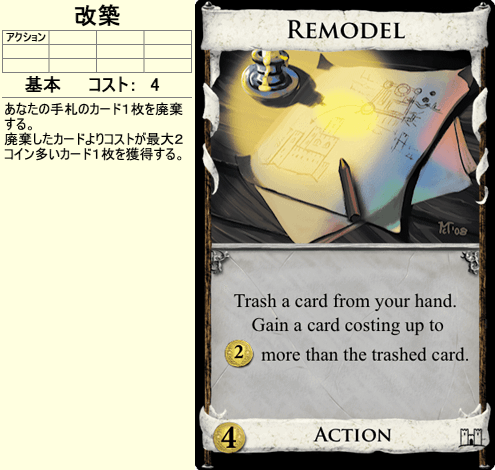 改築
アクション
基本 コスト: 4
あなたの手札のカード1枚を廃棄
する。
廃棄したカードよりコストが最大2
コイン多いカード1枚を獲得する。
REMODEL
Trash a card from your hand.
Gain a card costing up to
2 more than the trashed card.
4 ACTION